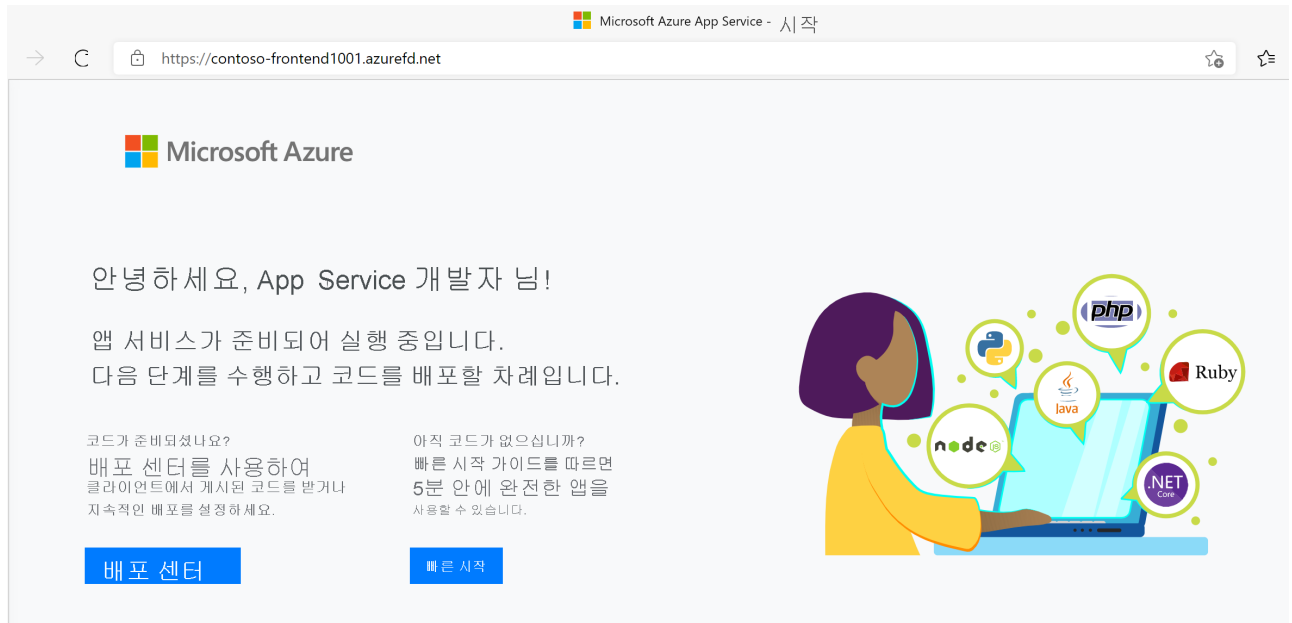 Microsoft Azure App Service - 시작
https://contoso-frontend1001.azurefd.net
Microsoft Azure
안녕하세요, App Service 개발자 님!
앱 서비스가 준비되어 실행 중입니다.
다음 단계를 수행하고 코드를 배포할 차례입니다.
코드가 준비되셨나요?
배포 센터를 사용하여
클라이언트에서 게시된 코드를 받거나
지속적인 배포를 설정하세요.
배포 센터
아직 코드가 없으십니까?
빠른 시작 가이드를 따르면
5분 안에 완전한 앱을
사용할 수 있습니다.
빠른 시작
php
Ruby
Java
node JS
.NET
Core